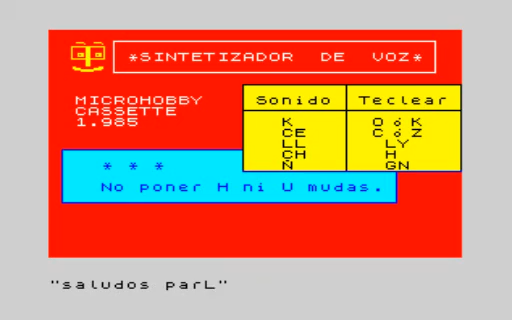 *SINTETIZADOR DE VOZ*
MICROHOBBY
CASSETTE
1.985
Sonido Teclear
K O ó K
CE C ó Z
LL LY
CH H
Ñ GN
* * *
No poner H ni U mudas.
"saludos parL"